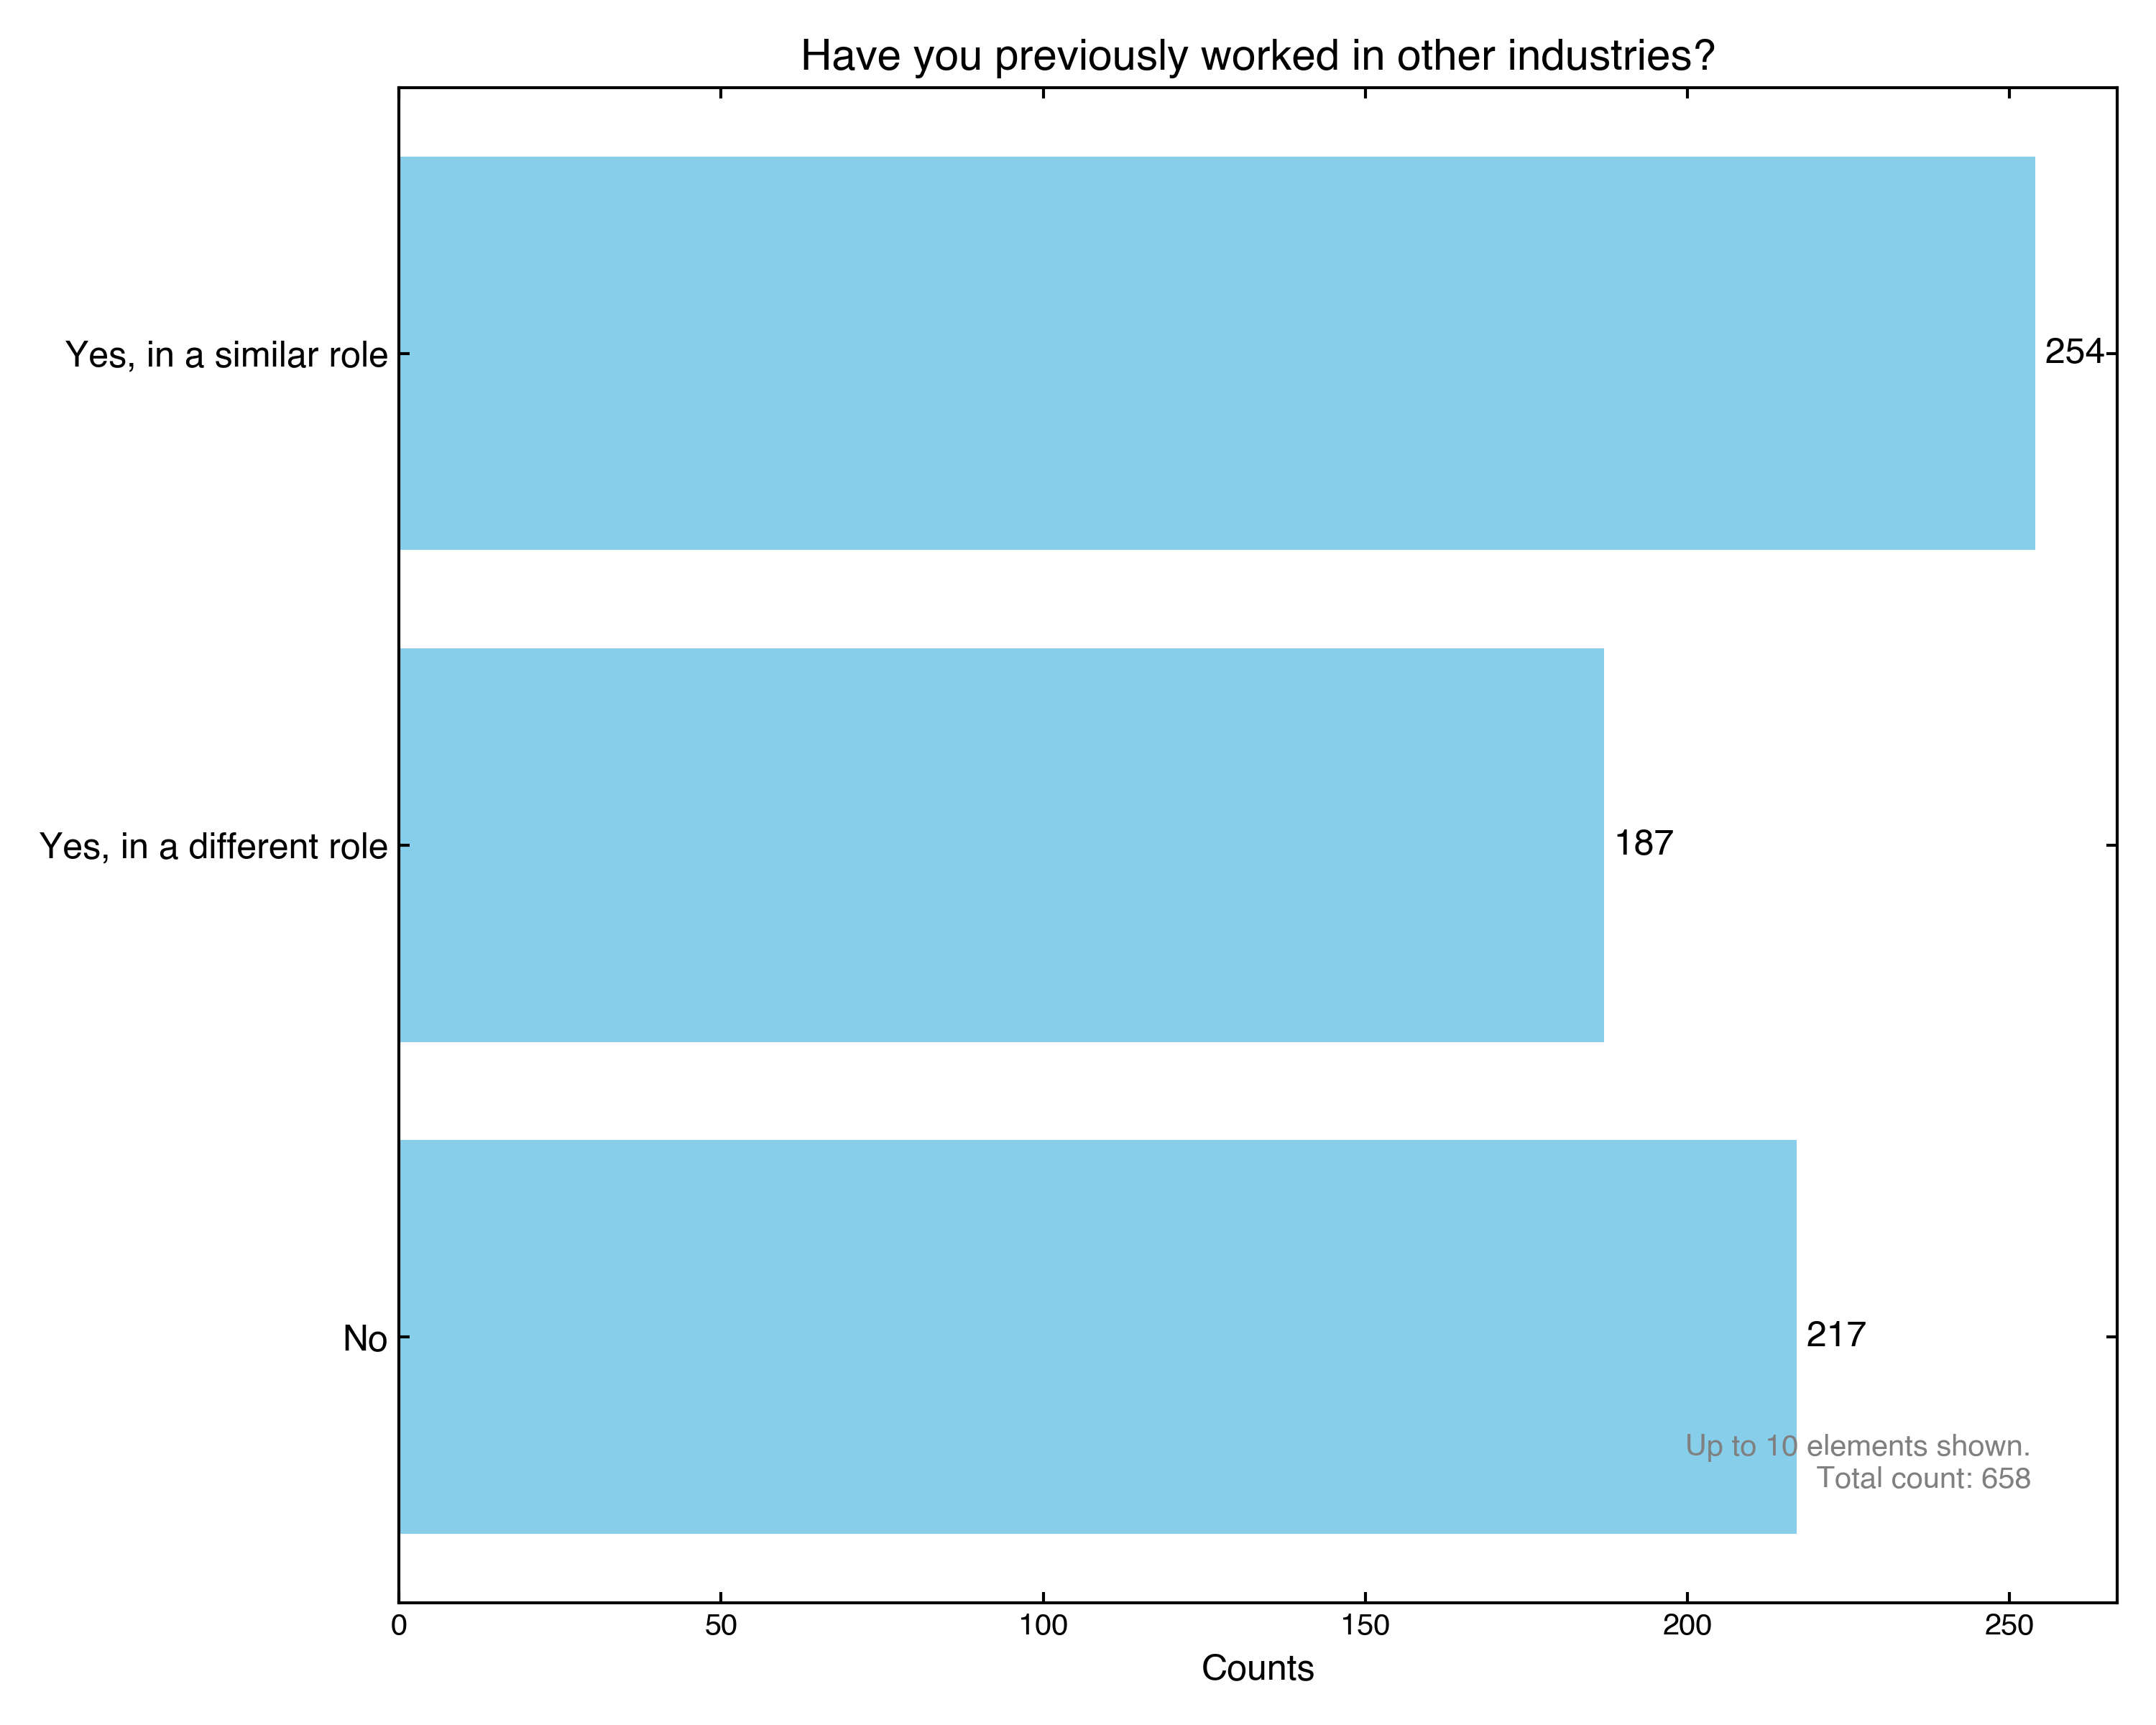 Have you previously worked in other industries?
Yes, in a similar role
254
Yes, in a different role
187
No
217
Up to 10 elements shown.
Total count: 658
0 50 100 150 200 250
Counts